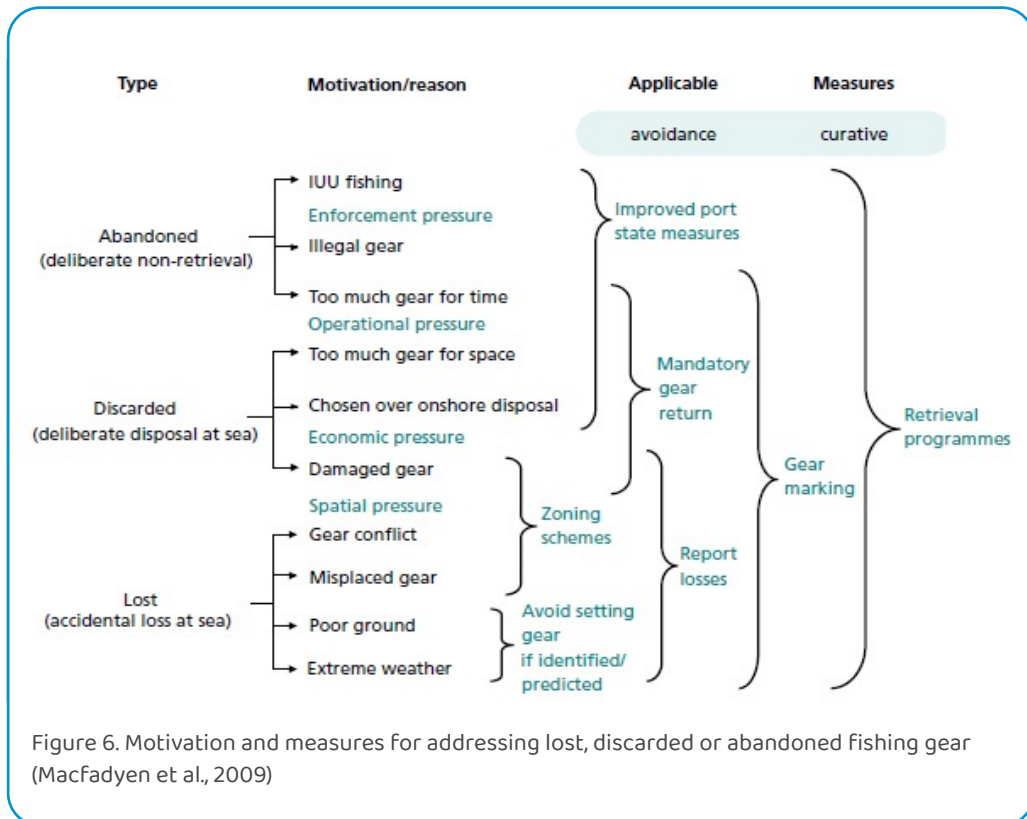 Type
Motivation/reason
Applicable
Measures
avoidance
curative
IUU fishing
Enforcement pressure
Improved port
state measures
Abandoned
(deliberate non-retrieval)
Illegal gear
Too much gear for time
Operational pressure
Too much gear for space
Mandatory
gear
return
Discarded
(deliberate disposal at sea)
Chosen over onshore disposal
Economic pressure
Retrieval
programmes
Damaged gear
Gear
marking
Spatial pressure
Zoning
schemes
Gear conflict
Report
losses
Misplaced gear
Lost
(accidental loss at sea)
Poor ground
Avoid setting
gear
if identified/
predicted
Extreme weather
Figure 6. Motivation and measures for addressing lost, discarded or abandoned fishing gear
(Macfadyen et al., 2009)